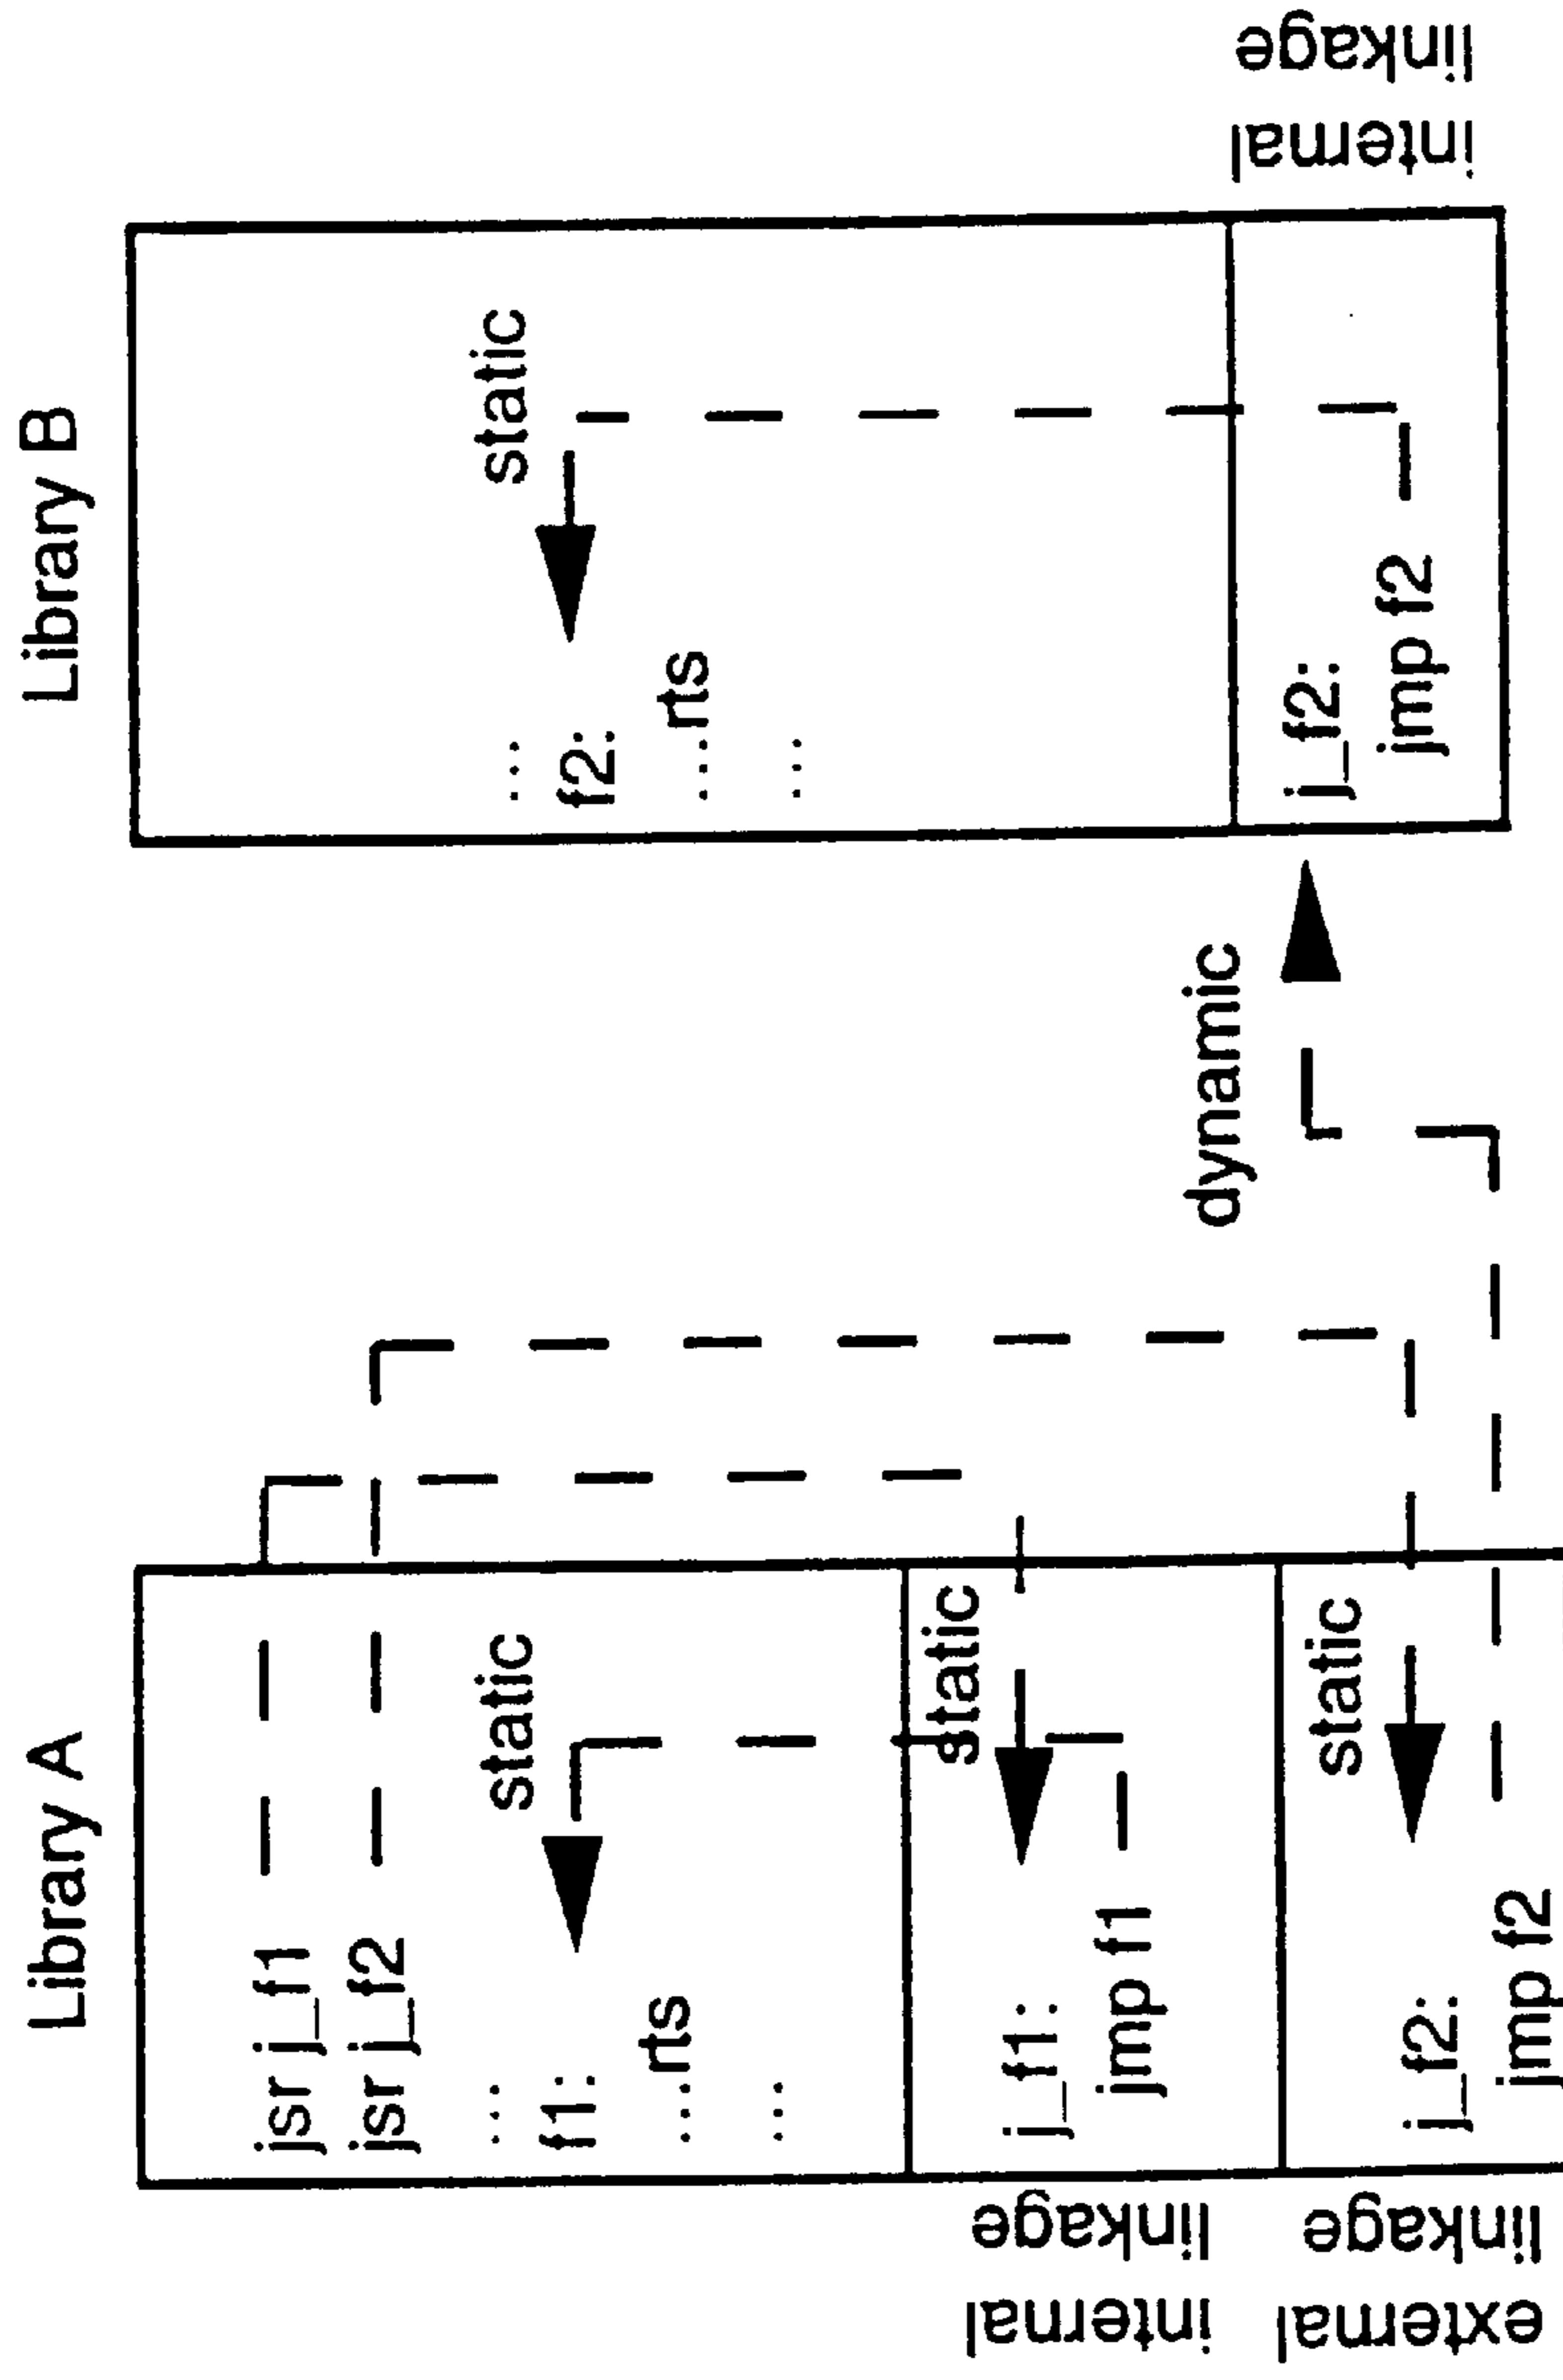 Library A
jsr j_f1
jsr j_f2
...
f1:
static
...rts
...
internal
linkage
j_f1:
static
jmp f1
external
linkage
j_f2:
static
jmp f2
dynamic
Library B
...
f2:
static
...rts
...
j_f2:
jmp f2
internal
linkage